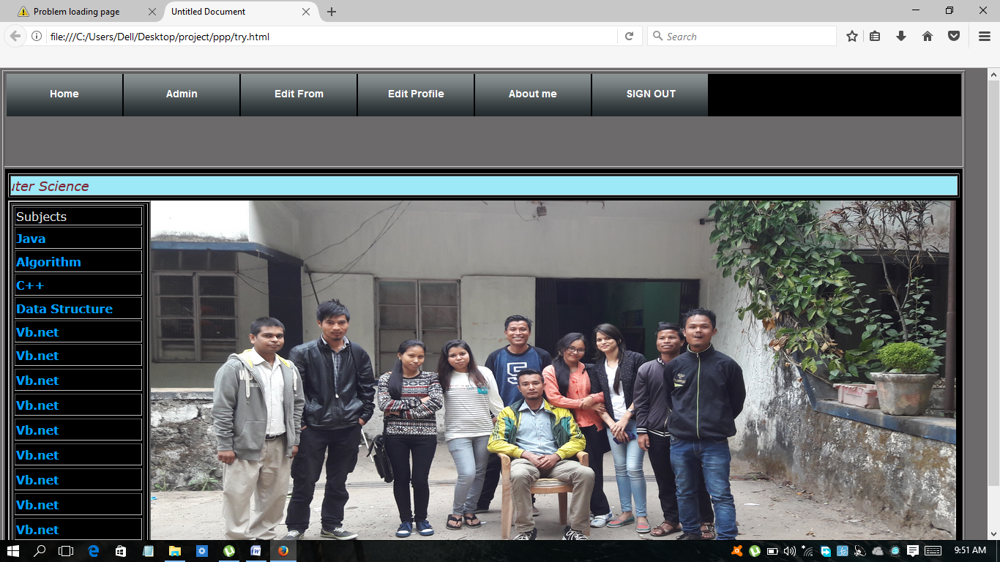 Problem loading page
Untitled Document
file:///C:/Users/Dell/Desktop/project/ppp/try.html
Search
Home
Admin
Edit From
Edit Profile
About me
SIGN OUT
uter Science
Subjects
Java
Algorithm
C++
Data Structure
Vb.net
Vb.net
Vb.net
Vb.net
Vb.net
Vb.net
Vb.net
Vb.net
Vb.net
9:51 AM